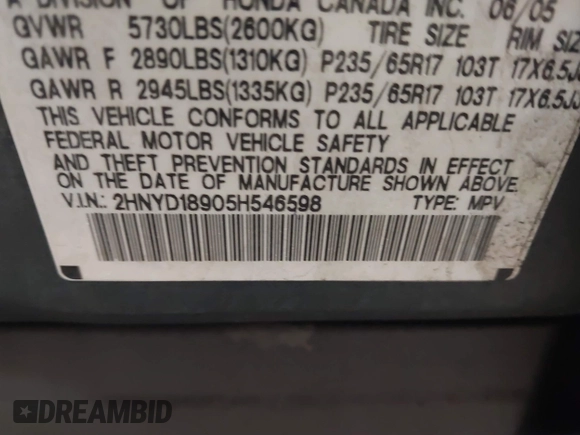 A DIVISION OF HONDA CANADA INC. 06/05
GVWR 5730LBS(2600KG) TIRE SIZE RIM SIZ
GAWR F 2890LBS(1310KG) P235/65R17 103T 17X6.5J
GAWR R 2945LBS(1335KG) P235/65R17 103T 17X6.5J
THIS VEHICLE CONFORMS TO ALL APPLICABLE
FEDERAL MOTOR VEHICLE SAFETY
AND THEFT PREVENTION STANDARDS IN EFFECT
ON THE DATE OF MANUFACTURE SHOWN ABOVE.
V.I.N.: 2HNYD18905H546598 TYPE: MPV
DREAMBID